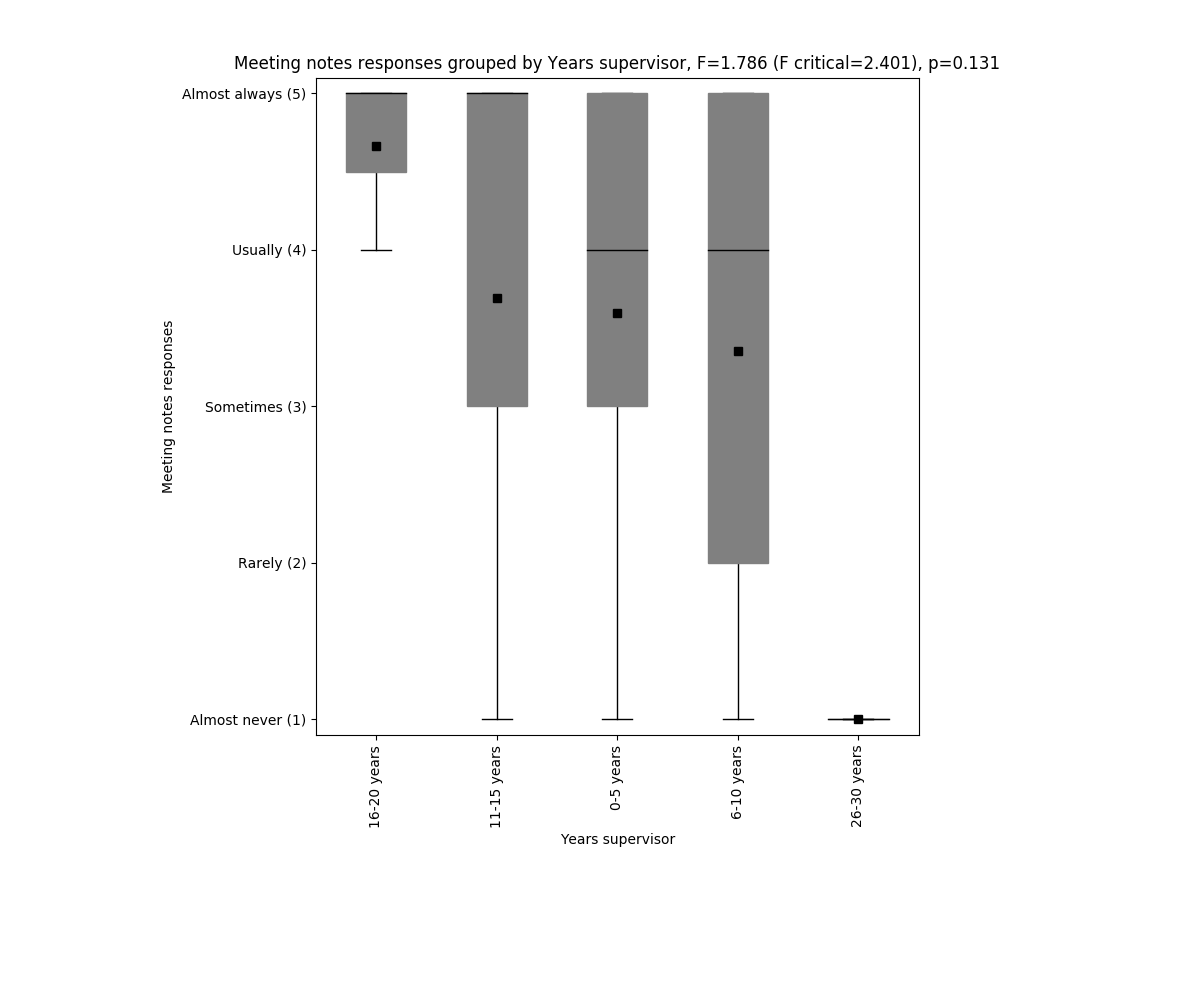 Meeting notes responses grouped by Years supervisor, F=1.786 (F critical=2.401), p=0.131
Almost always (5)
Usually (4)
Sometimes (3)
Rarely (2)
Almost never (1)
Meeting notes responses
16-20 years
11-15 years
0-5 years
6-10 years
26-30 years
Years supervisor